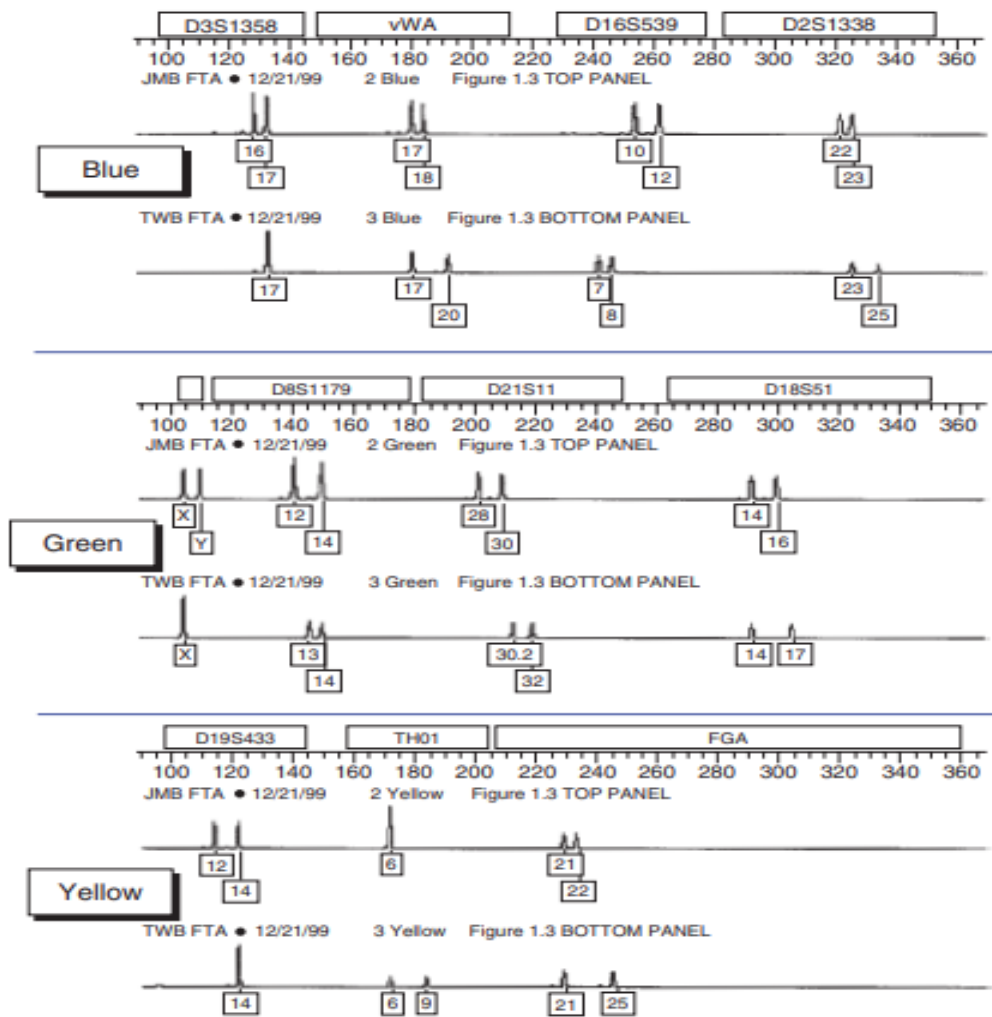 D3S1358 vWA D16S539 D2S1338
100 120 140 160 180 200 220 240 260 280 300 320 340 360
JMB FTA ● 12/21/99 2 Blue Figure 1.3 TOP PANEL
16 17 10 22
Blue
17 18 12 23
TWB FTA ● 12/21/99 3 Blue Figure 1.3 BOTTOM PANEL
17 17 7 23
20 8 25
D8S1179 D21S11 D18S51
100 120 140 160 180 200 220 240 260 280 300 320 340 360
JMB FTA ● 12/21/99 2 Green Figure 1.3 TOP PANEL
X 12 28 14
Green
Y 14 30 16
TWB FTA ● 12/21/99 3 Green Figure 1.3 BOTTOM PANEL
X 13 30.2 14 17
14 32
D19S433 TH01 FGA
100 120 140 160 180 200 220 240 260 280 300 320 340 360
JMB FTA ● 12/21/99 2 Yellow Figure 1.3 TOP PANEL
12 6 21
Yellow
14 22
TWB FTA ● 12/21/99 3 Yellow Figure 1.3 BOTTOM PANEL
14 6 9 21 25